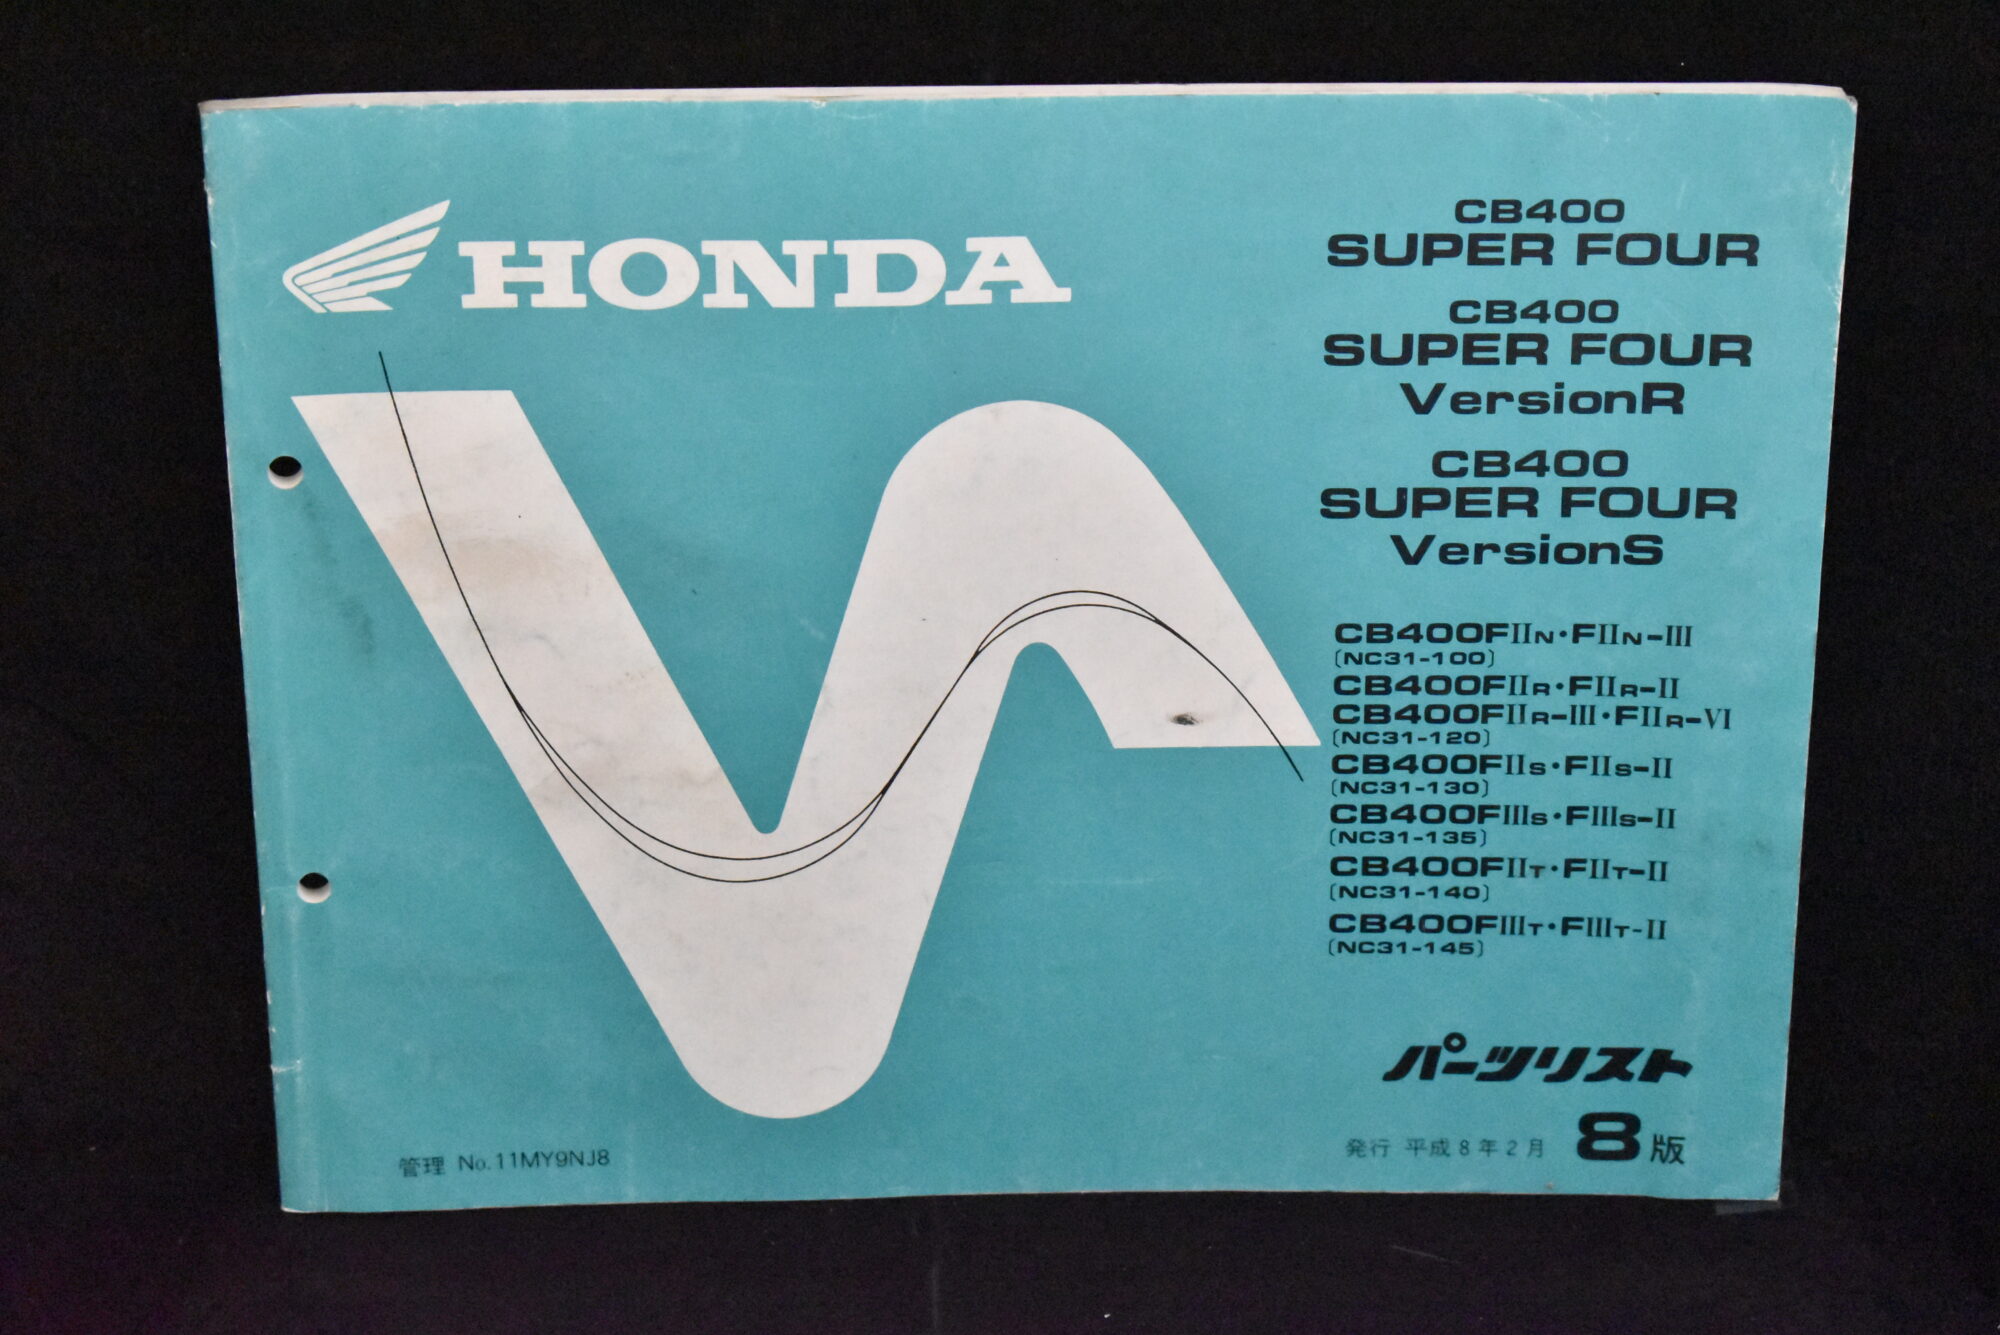 HONDA
CB400
SUPER FOUR
CB400
SUPER FOUR
VersionR
CB400
SUPER FOUR
VersionS
CB400FIIN・FIIN-III
(NC31-100)
CB400FIIR・FIIR-II
CB400FIIR-III・FIIR-VI
(NC31-120)
CB400FIIS・FIIS-II
(NC31-130)
CB400FIIIS・FIIIS-II
(NC31-135)
CB400FIIT・FIIT-II
(NC31-140)
CB400FIIIT・FIIIT-II
(NC31-145)
パーツリスト
発行 平成8年2月 8版
管理 No.11MY9NJ8